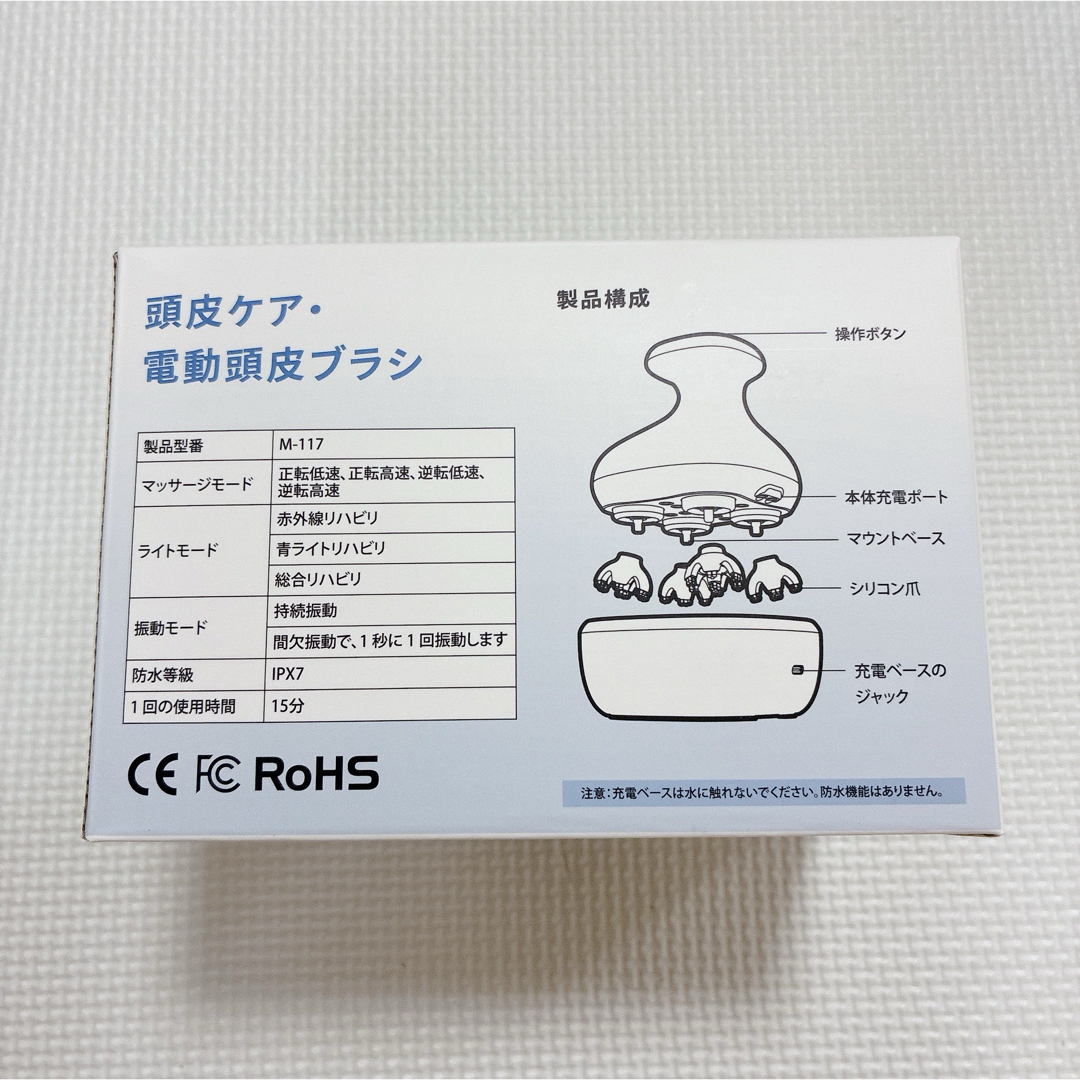 頭皮ケア・
電動頭皮ブラシ
製品型番 M-117
マッサージモード 正転低速、正転高速、逆転低速、
逆転高速
ライトモード
赤外線リハビリ
青ライトリハビリ
総合リハビリ
振動モード
持続振動
間欠振動で、1秒に1回振動します
防水等級 IPX7
1回の使用時間 15分
CE FC RoHS
製品構成
操作ボタン
本体充電ポート
マウントベース
シリコン爪
充電ベースの
ジャック
注意：充電ベースは水に触れないでください。防水機能はありません。